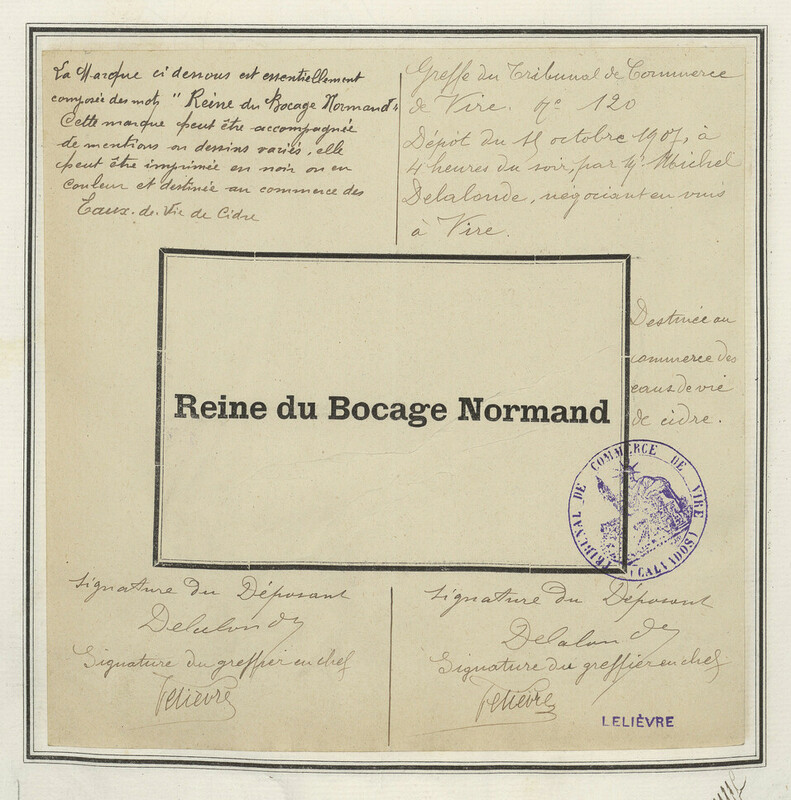 La Marque ci dessous est essentiellement
composée des mots "Reine du Bocage Normand".
Cette marque peut être accompagnée
de mentions ou dessins variés, elle
peut être imprimée en noir ou en
couleur et destinée au commerce des
Eaux-de-Vie de Cidre
Greffe du Tribunal de Commerce
de Vire. No 120
Dépôt du octobre 1907, à
4 heures du soir, par Mr. Michel
Delalonde, négociant en vins
à Vire.
Destinée au
commerce des
eaux de vie
de cidre.
Reine du Bocage Normand
TRIBUNAL DE COMMERCE DE VIRE
(CALVADOS)
Signature du Déposant
Delalonde
Signature du greffier en chef
Lelièvre
Signature du Déposant
Delalonde
Signature du greffier en chef
Lelièvre
LELIÈVRE